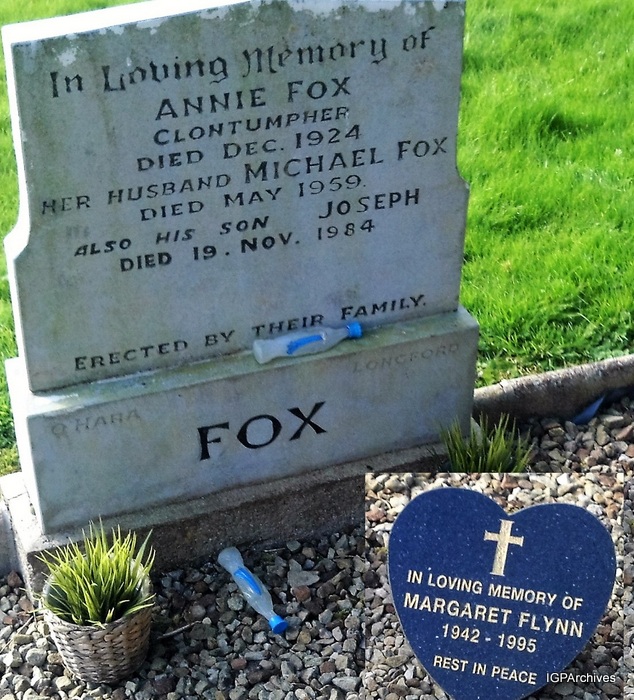 In Loving Memory of
ANNIE FOX
CLONTUMPHER
DIED DEC. 1924
HER HUSBAND MICHAEL FOX
DIED MAY 1959.
ALSO HIS SON JOSEPH
DIED 19. NOV. 1984
ERECTED BY THEIR FAMILY.
O'HARA
LONGFORD
FOX
IN LOVING MEMORY OF
MARGARET FLYNN
1942 - 1995
REST IN PEACE
IGPArchives